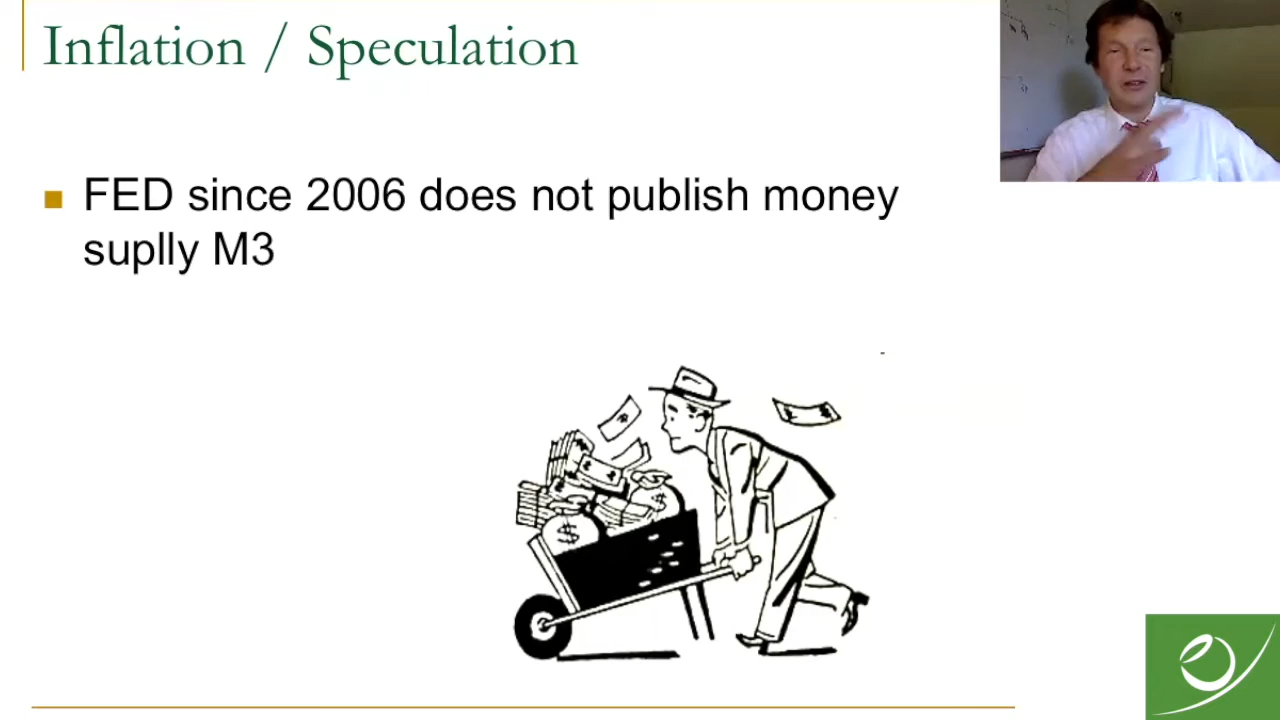 Inflation / Speculation
FED since 2006 does not publish money
suplly M3
$
$